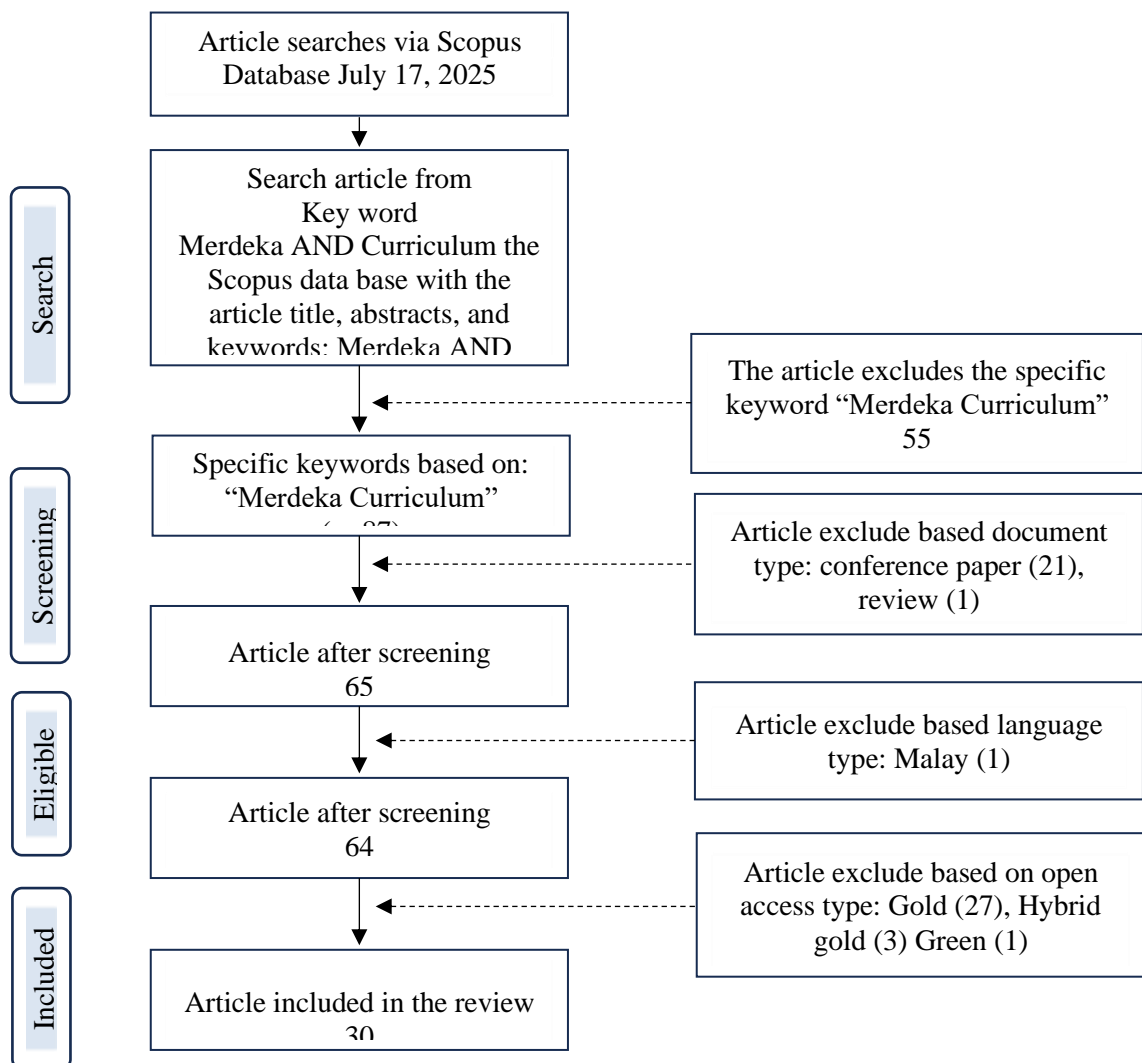 Article searches via Scopus
Database July 17, 2025
Search
Search article from
Key word
Merdeka AND Curriculum the
Scopus data base with the
article title, abstracts, and
keywords: Merdeka AND
The article excludes the specific
keyword “Merdeka Curriculum”
55
Screening
Specific keywords based on:
“Merdeka Curriculum”
Article exclude based document
type: conference paper (21),
review (1)
Article after screening
65
Eligible
Article exclude based language
type: Malay (1)
Article after screening
64
Included
Article exclude based on open
access type: Gold (27), Hybrid
gold (3) Green (1)
Article included in the review
30